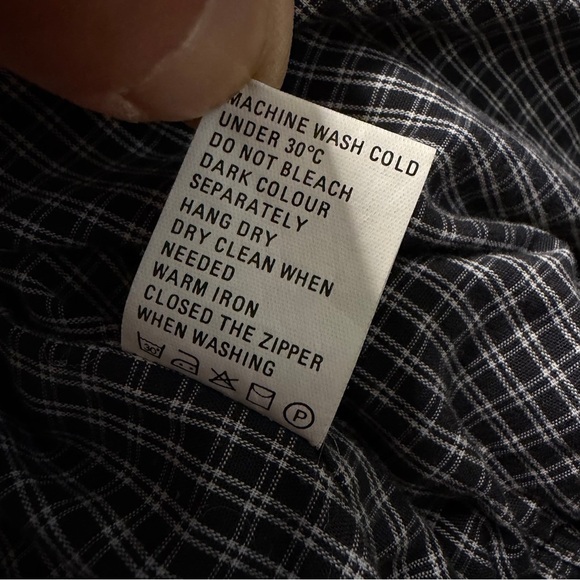 MACHINE WASH COLD
UNDER 30°C
DO NOT BLEACH
DARK COLOUR
SEPARATELY
HANG DRY
DRY CLEAN WHEN
NEEDED
WARM IRON
CLOSED THE ZIPPER
WHEN WASHING
30 P